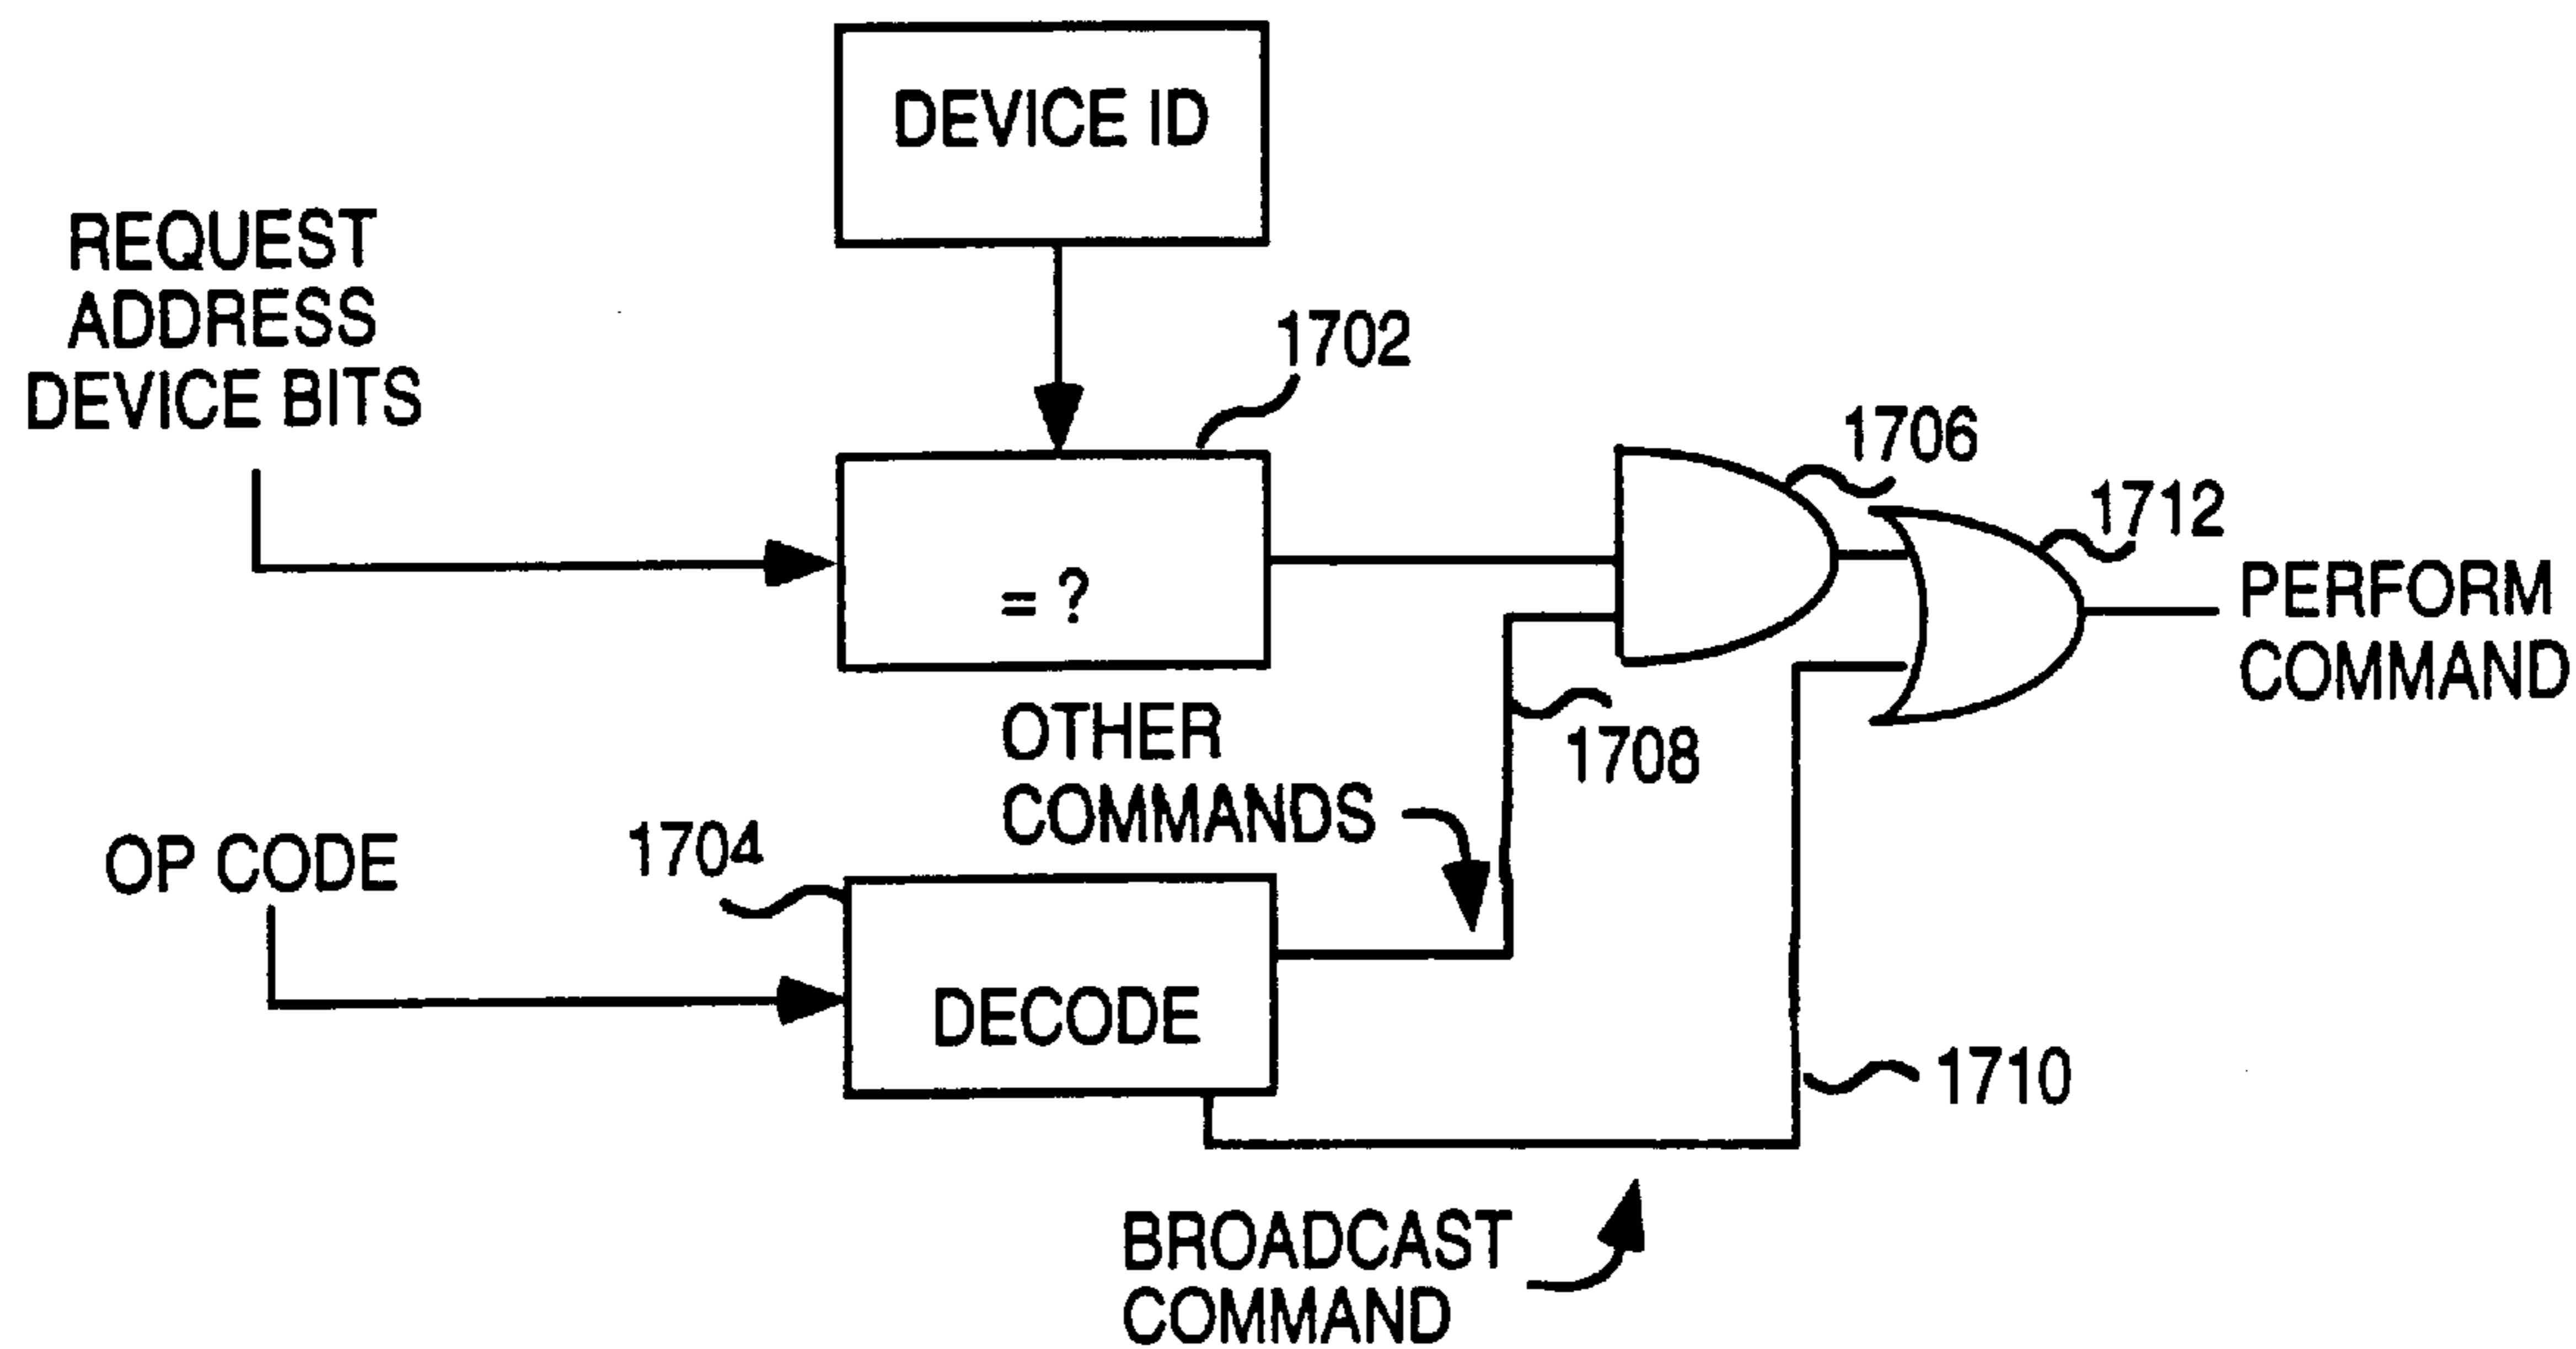 DEVICE ID
REQUEST
ADDRESS
DEVICE BITS
1702
1706
1712
= ?
PERFORM
COMMAND
OTHER
COMMANDS
1708
OP CODE
1704
DECODE
1710
BROADCAST
COMMAND